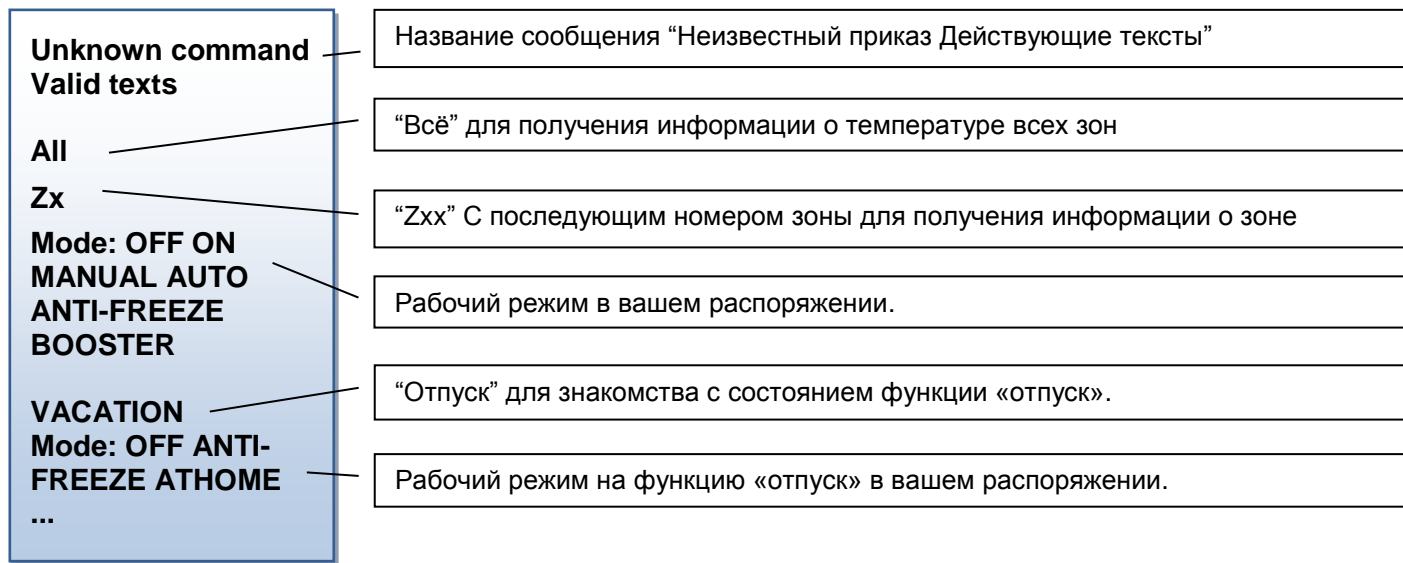 Unknown command
Valid texts
All
Zx
Mode: OFF ON
MANUAL AUTO
ANTI-FREEZE
BOOSTER
VACATION
Mode: OFF ANTI-
FREEZE ATHOME
...
Название сообщения “Неизвестный приказ Действующие тексты”
“Всё” для получения информации о температуре всех зон
“Zxx” С последующим номером зоны для получения информации о зоне
Рабочий режим в вашем распоряжении.
“Отпуск” для знакомства с состоянием функции «отпуск».
Рабочий режим на функцию «отпуск» в вашем распоряжении.